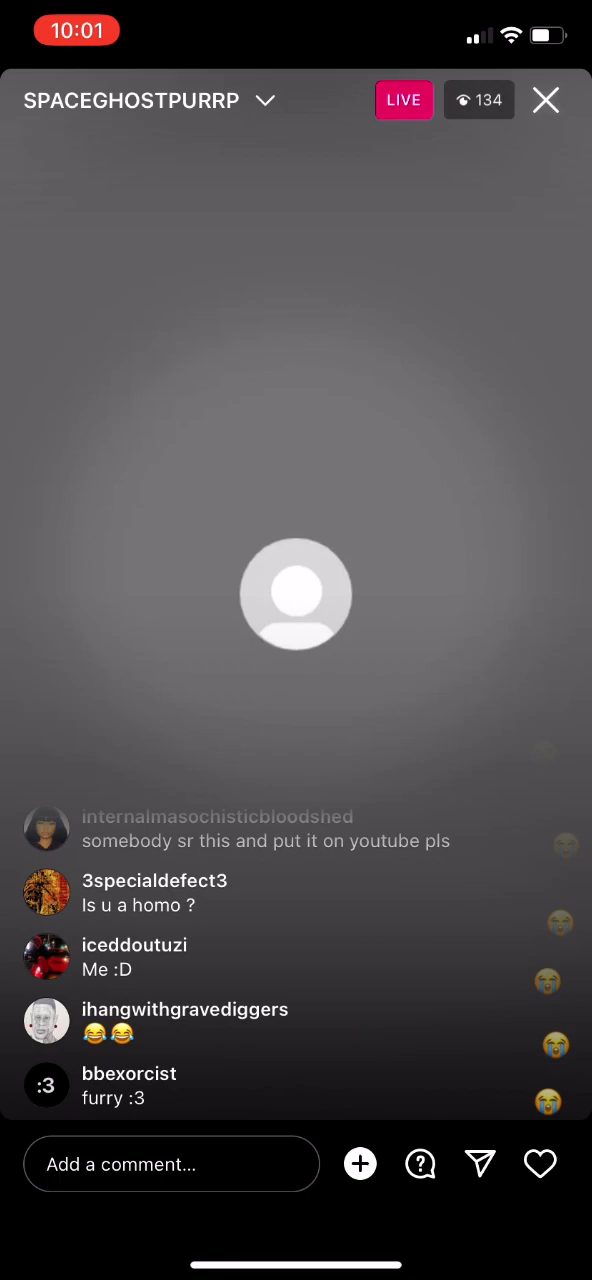 10:01
SPACEGHOSTPURRP
LIVE
134
internalmasochisticbloodshed
somebody sr this and put it on youtube pls
3specialdefect3
Is u a homo ?
iceddoutuzi
Me :D
ihangwithgravediggers
😂😂
:3
bbexorcist
furry :3
Add a comment...